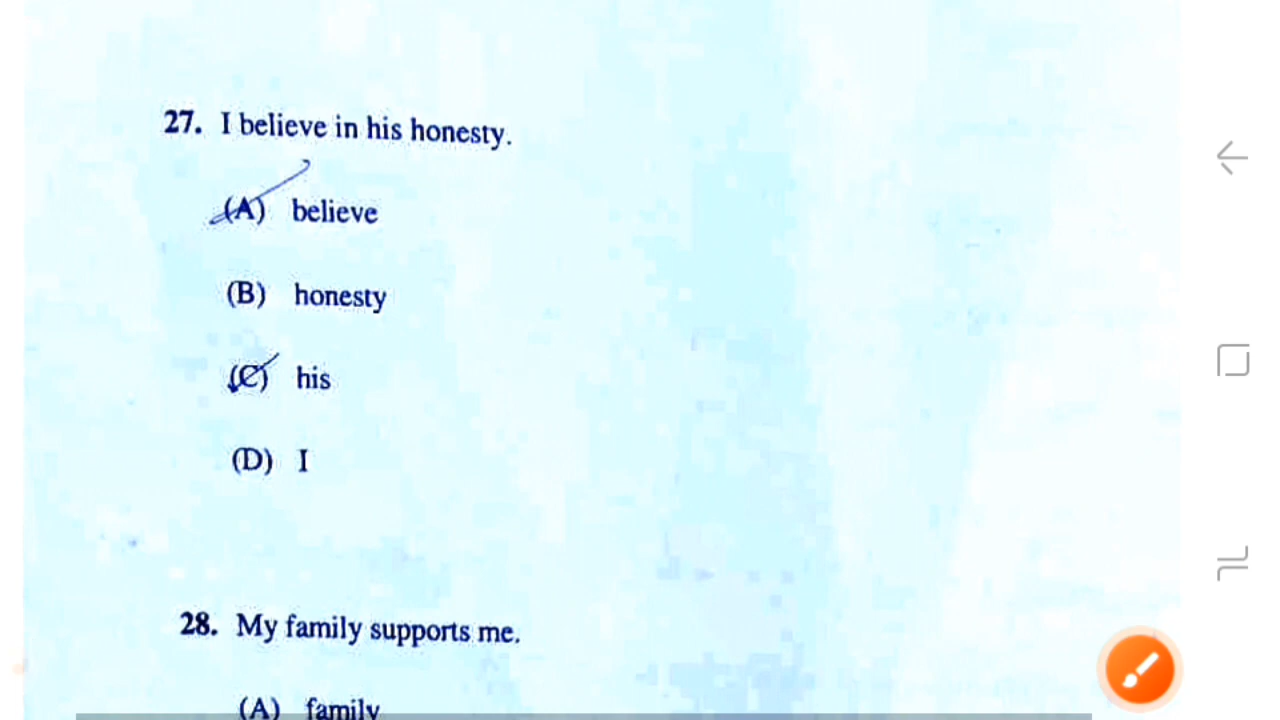 27. I believe in his honesty.
(A) believe
(B) honesty
(C) his
(D) I
28. My family supports me.
(A) family